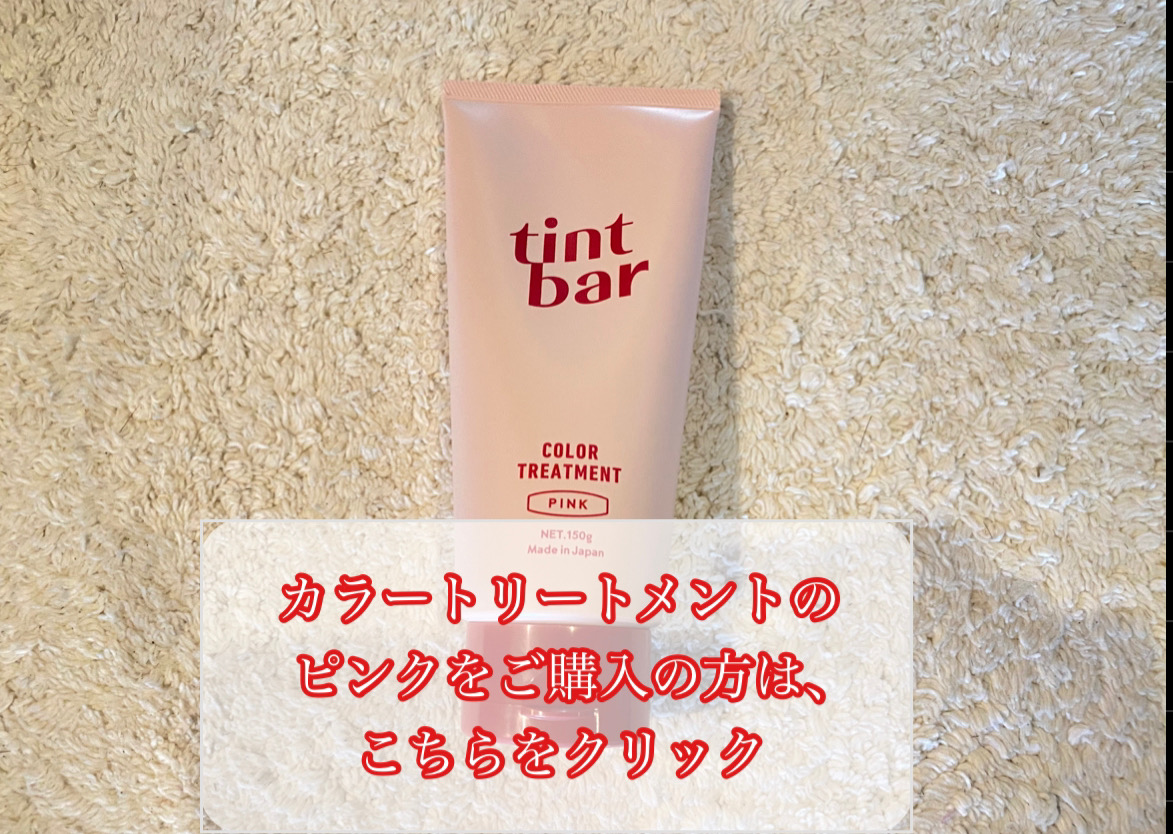 tint
bar
COLOR
TREATMENT
PINK
NET.150g
Made in Japan
カラートリートメントの
ピンクをご購入の方は、
こちらをクリック